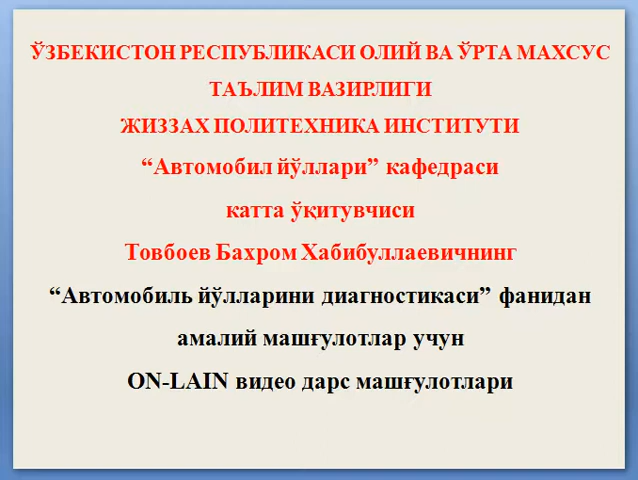 ЎЗБЕКИСТОН РЕСПУБЛИКАСИ ОЛИЙ ВА ЎРТА МАХСУС
ТАЪЛИМ ВАЗИРЛИГИ
ЖИЗЗАХ ПОЛИТЕХНИКА ИНСТИТУТИ
“Автомобил йўллари” кафедраси
катта ўқитувчиси
Товбоев Бахром Хабибуллаевичнинг
“Автомобиль йўлларини диагностикаси” фанидан
амалий машғулотлар учун
ON-LAIN видео дарс машғулотлари